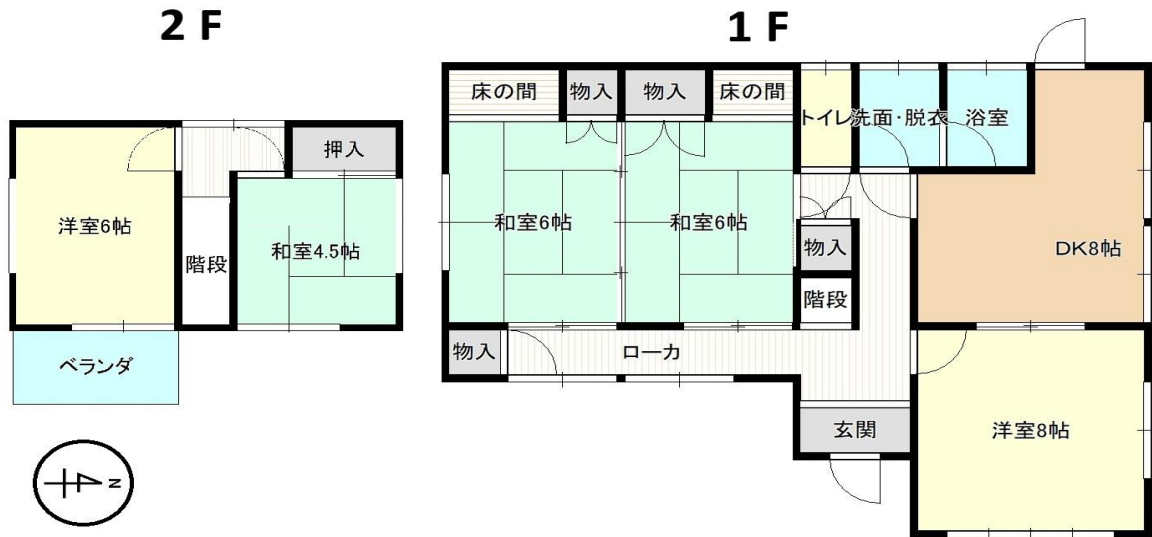 2F
1F
押入
洋室6帖
和室4.5帖
階段
ベランダ
N
床の間
物入
物入
床の間
トイレ
洗面・脱衣
浴室
和室6帖
和室6帖
物入
DK8帖
階段
物入
ローカ
玄関
洋室8帖